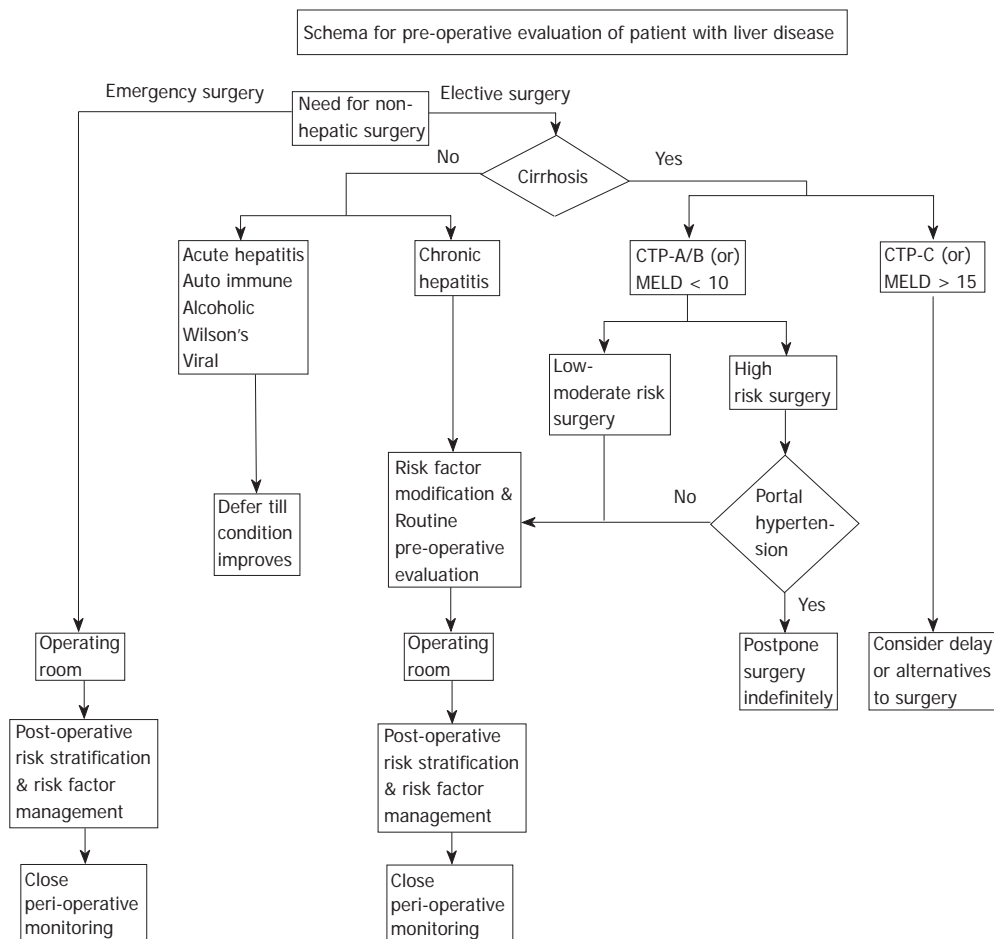 Schema for pre-operative evaluation of patient with liver disease
Emergency surgery
Need for non-
hepatic surgery
Elective surgery
No
Cirrhosis
Yes
Acute hepatitis
Auto immune
Alcoholic
Wilson's
Viral
Chronic
hepatitis
CTP-A/B (or)
MELD < 10
CTP-C (or)
MELD > 15
Low-
moderate risk
surgery
High
risk surgery
Defer till
condition
improves
Risk factor
modification &
Routine
pre-operative
evaluation
No
Portal
hyperten-
sion
Yes
Operating
room
Operating
room
Postpone
surgery
indefinitely
Consider delay
or alternatives
to surgery
Post-operative
risk stratification
& risk factor
management
Post-operative
risk stratification
& risk factor
management
Close
peri-operative
monitoring
Close
peri-operative
monitoring